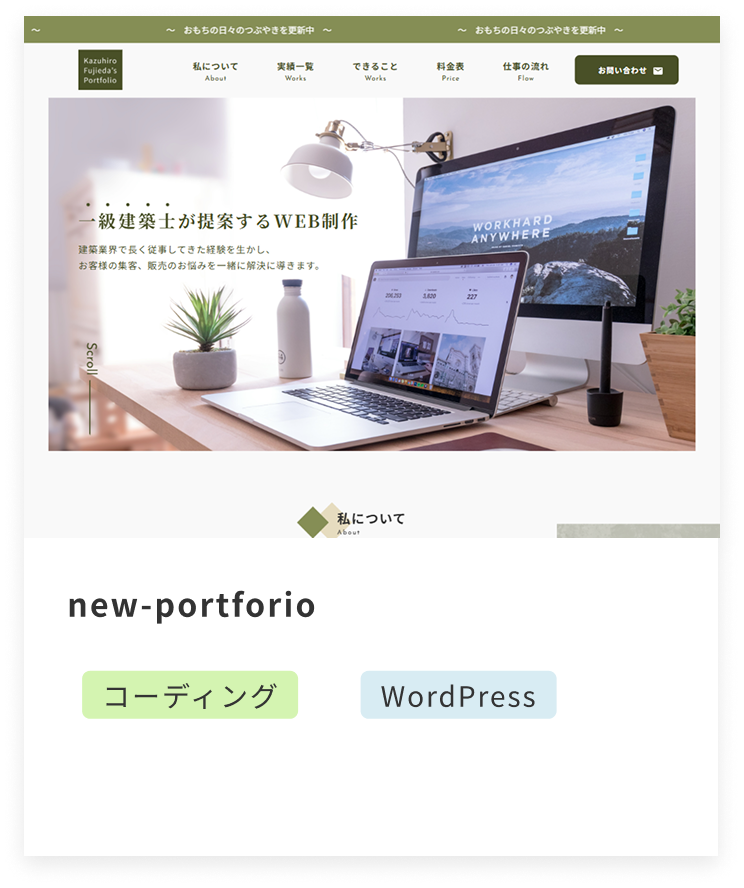 ～ ～ おもちの日々のつぶやきを更新中 ～ ～ おもちの日々のつぶやきを更新中 ～
Kazuhiro
Fujieda's
Portfolio
私について 実績一覧 できること 料金表 仕事の流れ お問い合わせ
About Works Works Price Flow
一級建築士が提案するWEB制作
建築業界で長く従事してきた経験を生かし、
お客様の集客、販売のお悩みを一緒に解決に導きます。
WORKHARD
ANYWHERE
Scroll
私について
About
new-portforio
コーディング WordPress